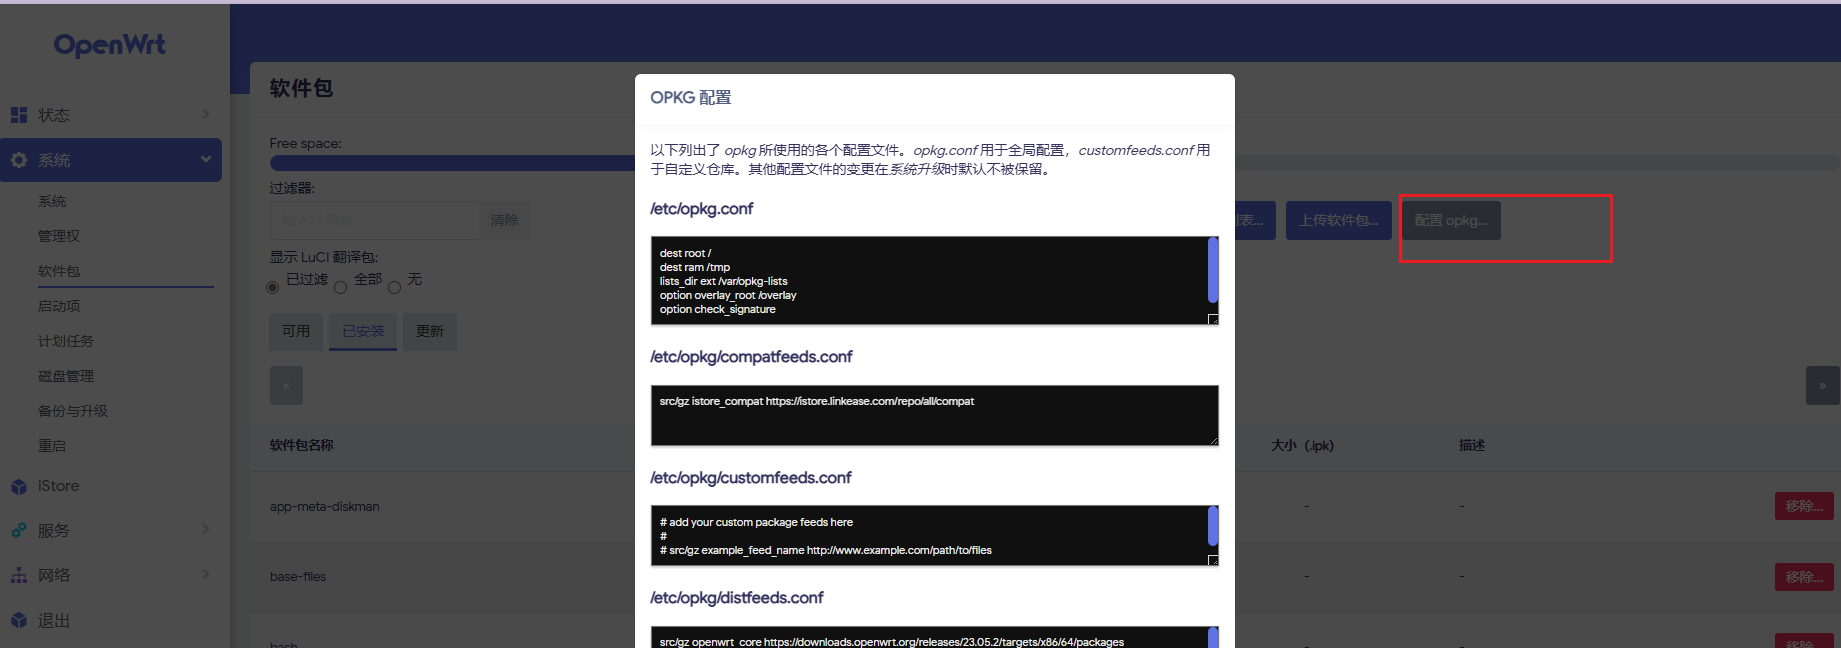 OpenWrt
状态
系统
系统
管理权
软件包
启动项
计划任务
磁盘管理
备份与升级
重启
iStore
服务
网络
退出
软件包
Free space:
过滤器:
清除
显示 LuCI 翻译包:
已过滤
全部
无
可用
已安装
更新
«
»
列表...
上传软件包...
配置 opkg...
软件包名称
大小（.ipk）
描述
app-meta-diskman
-
-
移除...
base-files
-
-
移除...
bash
移除...
OPKG 配置
以下列出了 opkg 所使用的各个配置文件。opkg.conf 用于全局配置，customfeeds.conf 用
于自定义仓库。其他配置文件的变更在系统升级时默认不被保留。
/etc/opkg.conf
dest root /
dest ram /tmp
lists_dir ext /var/opkg-lists
option overlay_root /overlay
option check_signature
/etc/opkg/compatfeeds.conf
src/gz istore_compat https://istore.linkease.com/repo/all/compat
/etc/opkg/customfeeds.conf
# add your custom package feeds here
#
# src/gz example_feed_name http://www.example.com/path/to/files
/etc/opkg/distfeeds.conf
src/gz openwrt_core https://downloads.openwrt.org/releases/23.05.2/targets/x86/64/packages